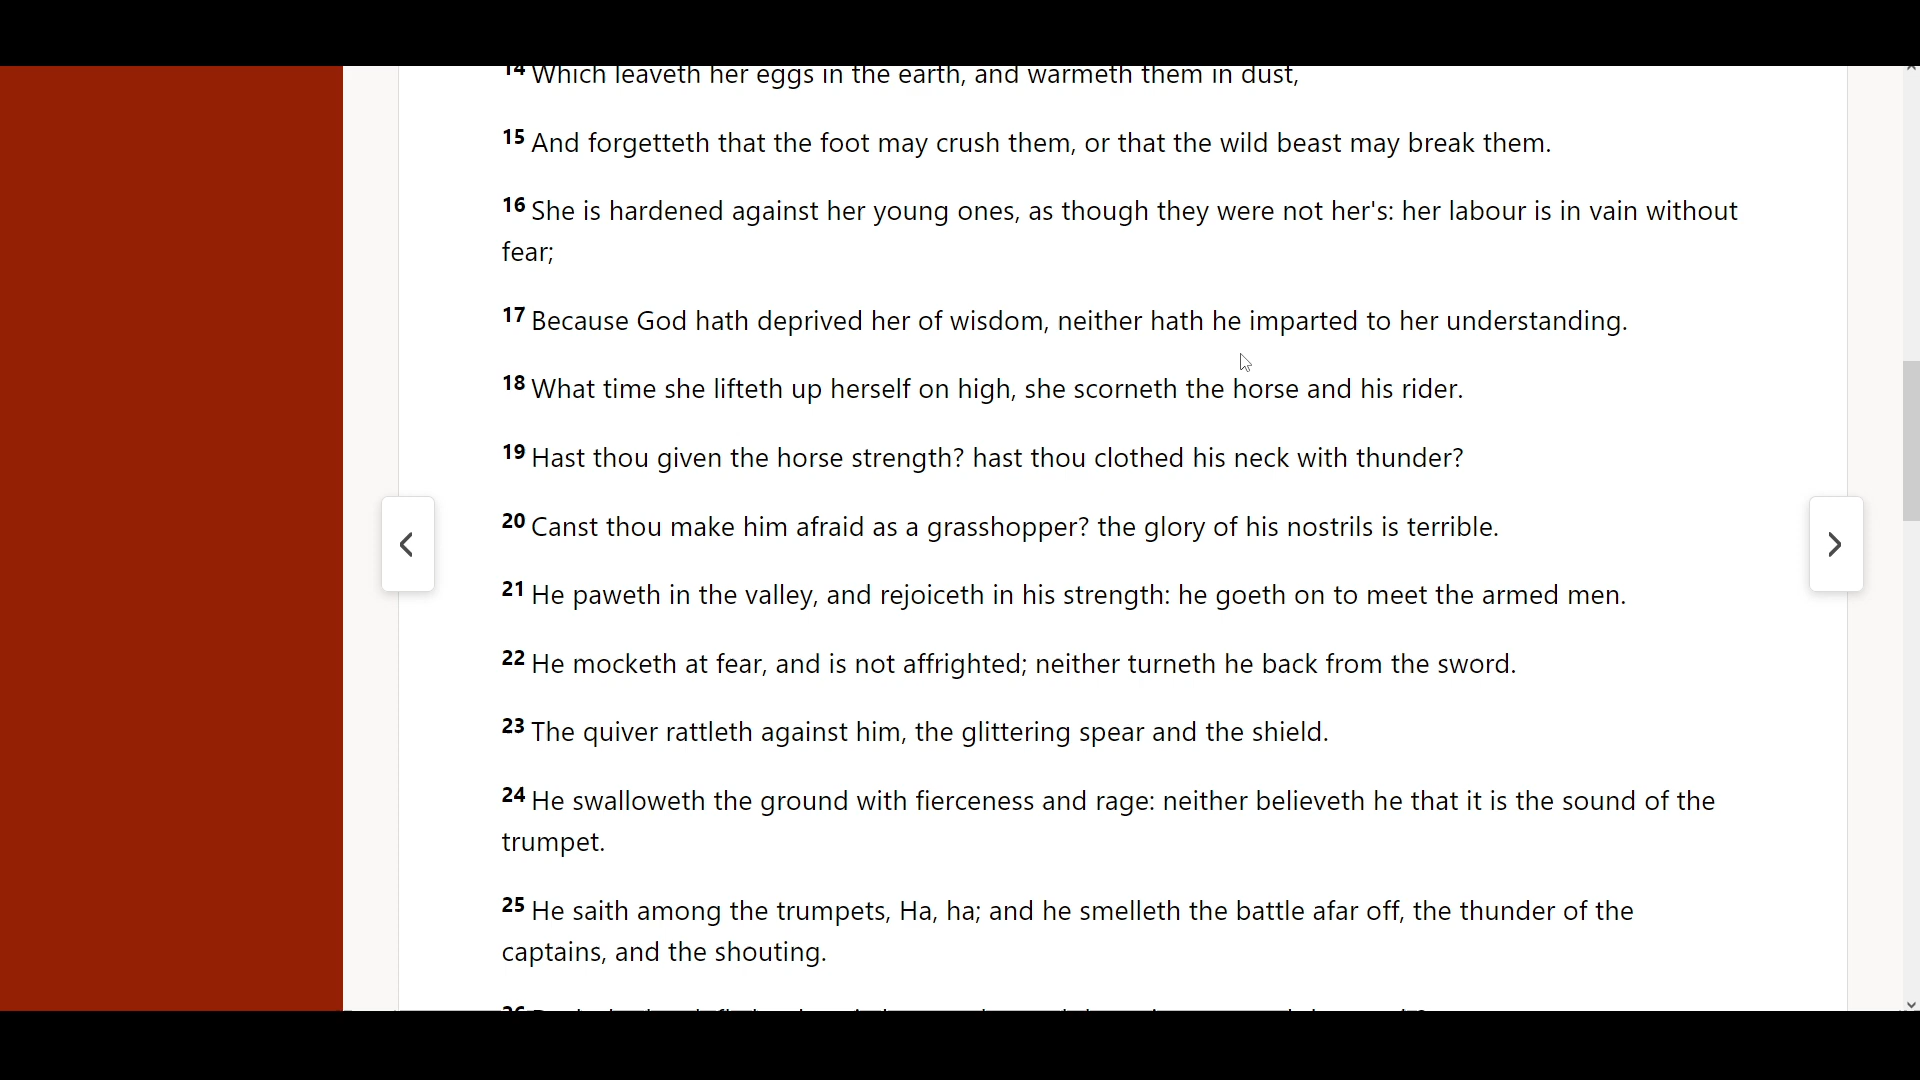 14 Which leaveth her eggs in the earth, and warmeth them in dust,
15 And forgetteth that the foot may crush them, or that the wild beast may break them.
16 She is hardened against her young ones, as though they were not her's: her labour is in vain without
fear;
17 Because God hath deprived her of wisdom, neither hath he imparted to her understanding.
18 What time she lifteth up herself on high, she scorneth the horse and his rider.
19 Hast thou given the horse strength? hast thou clothed his neck with thunder?
20 Canst thou make him afraid as a grasshopper? the glory of his nostrils is terrible.
21 He paweth in the valley, and rejoiceth in his strength: he goeth on to meet the armed men.
22 He mocketh at fear, and is not affrighted; neither turneth he back from the sword.
23 The quiver rattleth against him, the glittering spear and the shield.
24 He swalloweth the ground with fierceness and rage: neither believeth he that it is the sound of the
trumpet.
25 He saith among the trumpets, Ha, ha; and he smelleth the battle afar off, the thunder of the
captains, and the shouting.